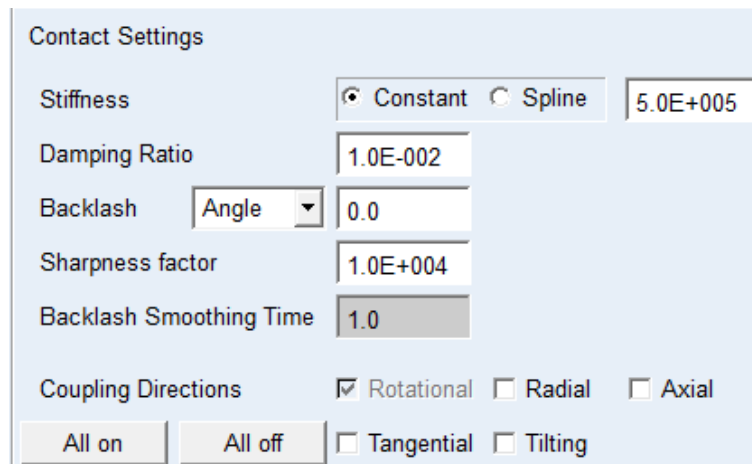 Contact Settings
Stiffness Constant Spline 5.0E+005
Damping Ratio 1.0E-002
Backlash Angle 0.0
Sharpness factor 1.0E+004
Backlash Smoothing Time 1.0
Coupling Directions Rotational Radial Axial
All on All off Tangential Tilting